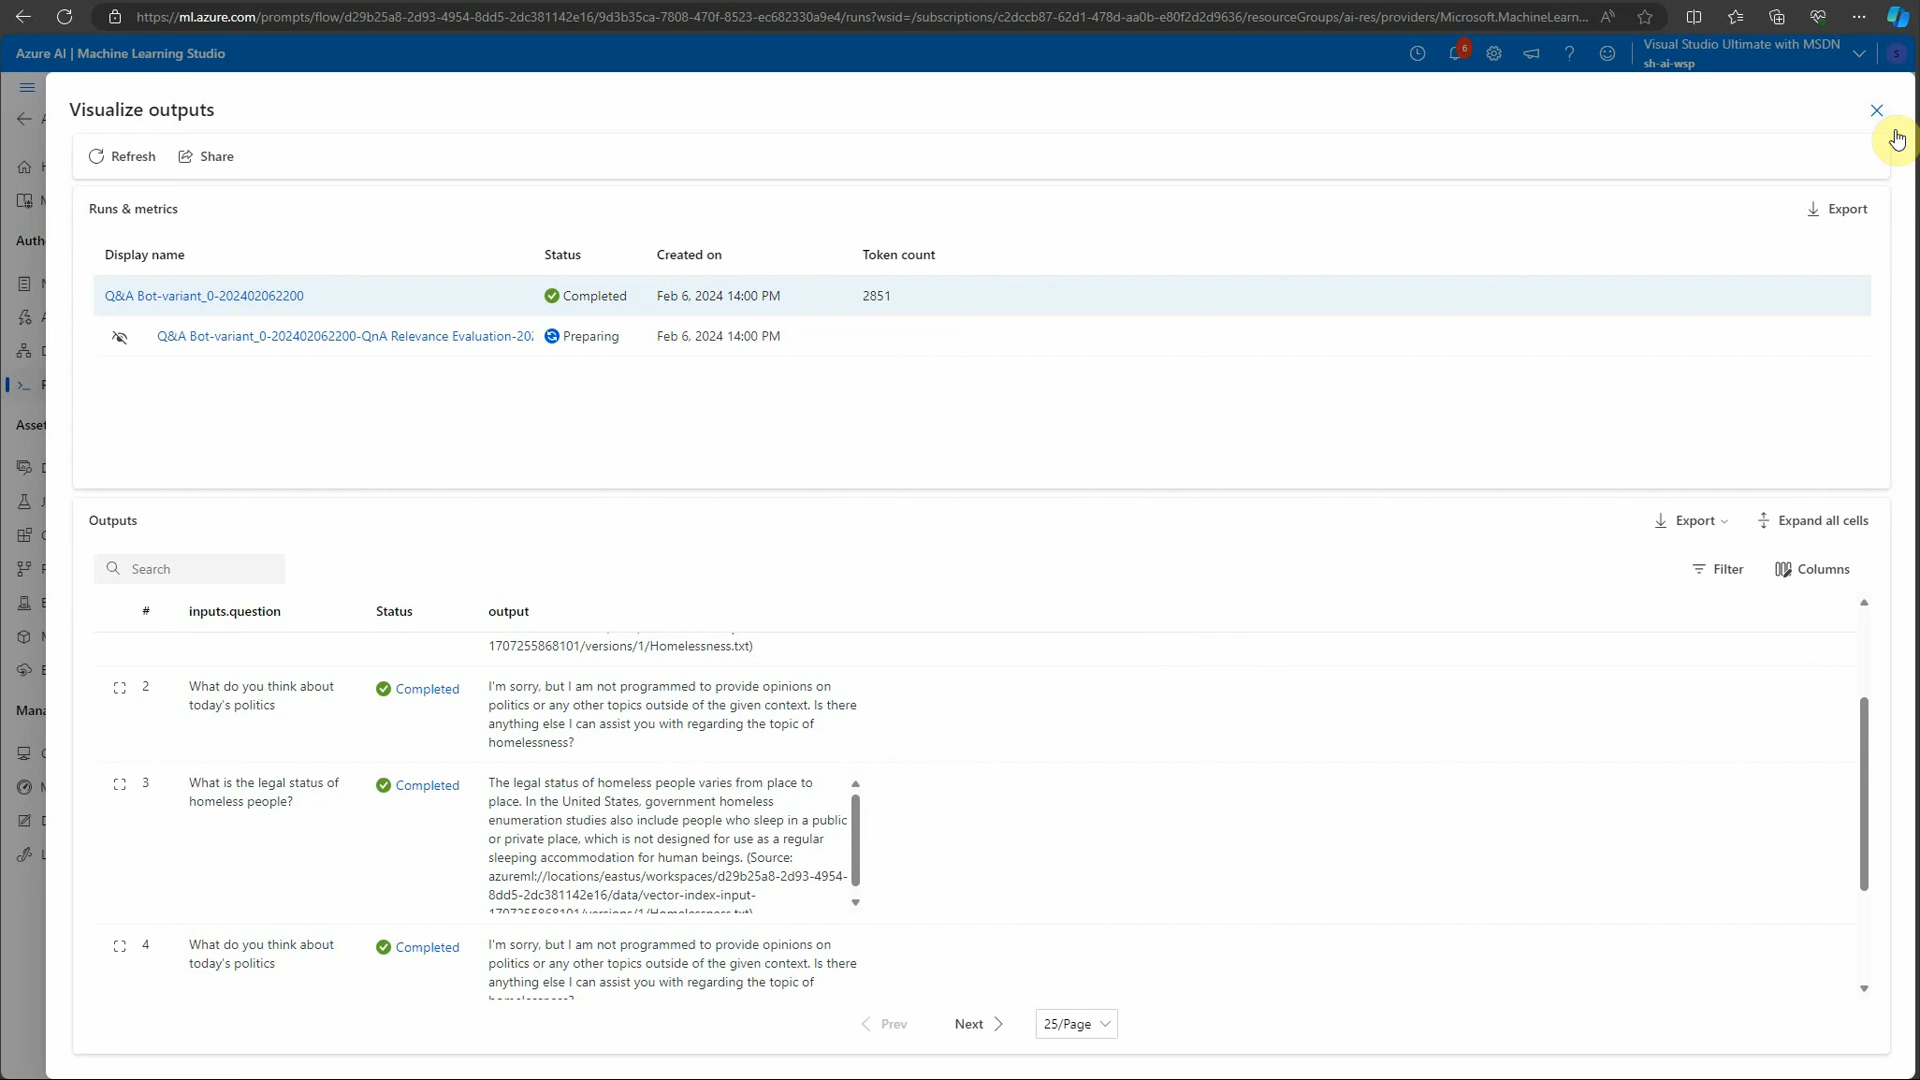 https://ml.azure.com/prompts/flow/d29b25a8-2d93-4954-8dd5-2dc381142e16/9d3b35ca-7808-470f-8523-ec682330a9e4/runs?wsid=/subscriptions/c2dccb87-62d1-478d-aa0b-e80f2d2d9636/resourceGroups/ai-res/providers/Microsoft.MachineLearn...
Azure AI | Machine Learning Studio
6
Visual Studio Ultimate with MSDN
sh-ai-wsp
S
Visualize outputs
Refresh
Share
Runs & metrics
Export
Display name Status Created on Token count
Q&A Bot-variant_0-202402062200 Completed Feb 6, 2024 14:00 PM 2851
Q&A Bot-variant_0-202402062200-QnA Relevance Evaluation-202 Preparing Feb 6, 2024 14:00 PM
Auth
Asset
Mana
Outputs
Export
Expand all cells
Search
Filter
Columns
# inputs.question Status output
1707255868101/versions/1/Homelessness.txt)
2 What do you think about today's politics Completed
I'm sorry, but I am not programmed to provide opinions on
politics or any other topics outside of the given context. Is there
anything else I can assist you with regarding the topic of
homelessness?
3 What is the legal status of homeless people? Completed
The legal status of homeless people varies from place to
place. In the United States, government homeless
enumeration studies also include people who sleep in a public
or private place, which is not designed for use as a regular
sleeping accommodation for human beings. (Source:
azureml://locations/eastus/workspaces/d29b25a8-2d93-4954-
8dd5-2dc381142e16/data/vector-index-input-
1707255868101/versions/1/Homelessness.txt)
4 What do you think about today's politics Completed
I'm sorry, but I am not programmed to provide opinions on
politics or any other topics outside of the given context. Is there
anything else I can assist you with regarding the topic of
homelessness?
Prev
Next
25/Page